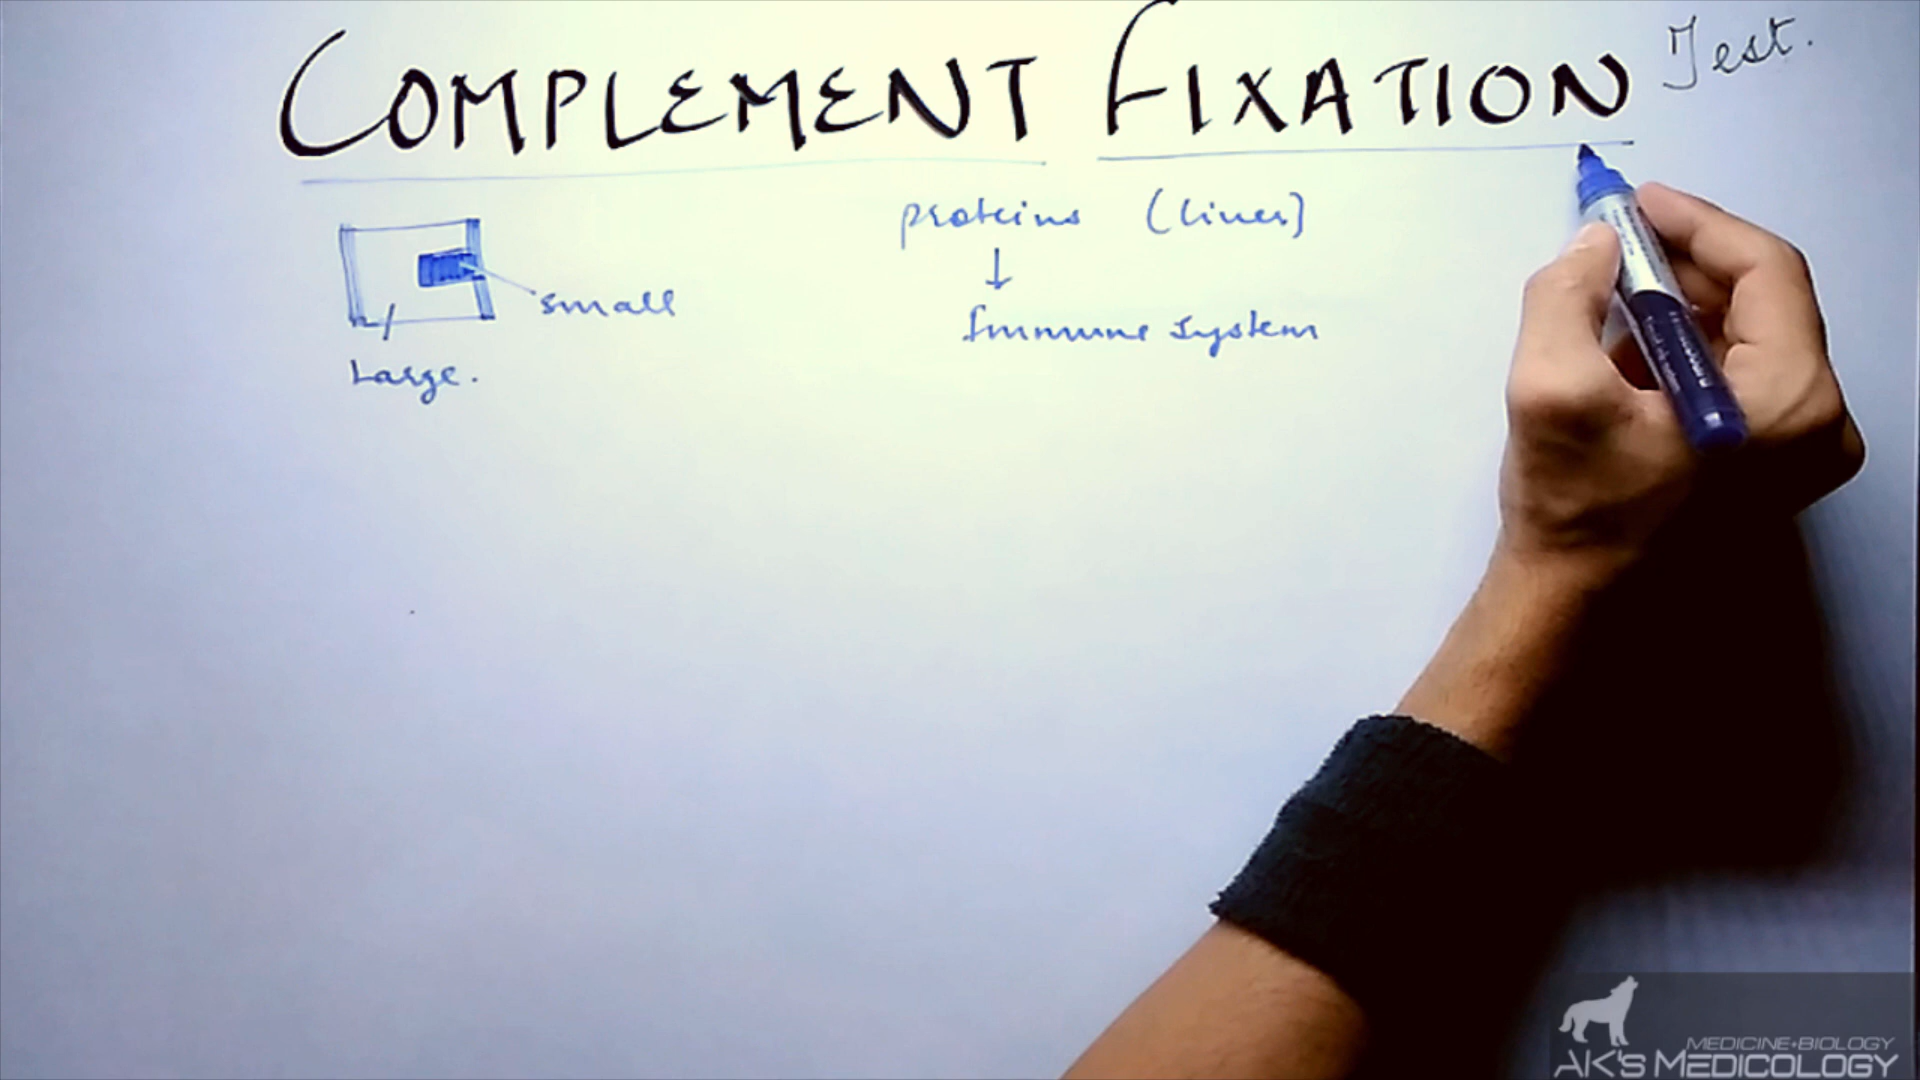 COMPLEMENT FIXATION Test.
proteins (liver)
↓
Immune system
small
Large.
MEDICINE+BIOLOGY
AK'S MEDICOLOGY